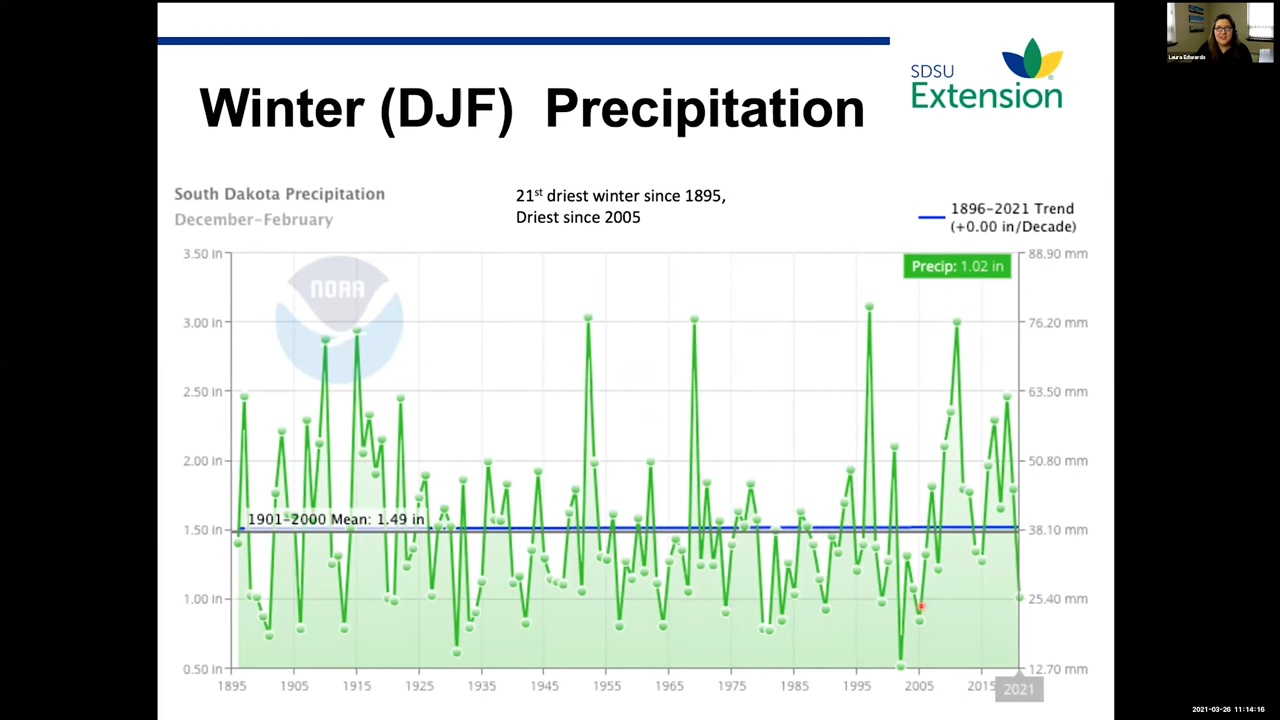 Laura Edwards
SDSU
Extension
Winter (DJF) Precipitation
South Dakota Precipitation
December–February
21st driest winter since 1895,
Driest since 2005
1896–2021 Trend
(+0.00 in/Decade)
3.50 in
88.90 mm
Precip: 1.02 in
NOAA
3.00 in
76.20 mm
2.50 in
63.50 mm
2.00 in
50.80 mm
1901–2000 Mean: 1.49 in
1.50 in
38.10 mm
1.00 in
25.40 mm
0.50 in
12.70 mm
1895 1905 1915 1925 1935 1945 1955 1965 1975 1985 1995 2005 2015 2021
2021-03-26 11:14:16